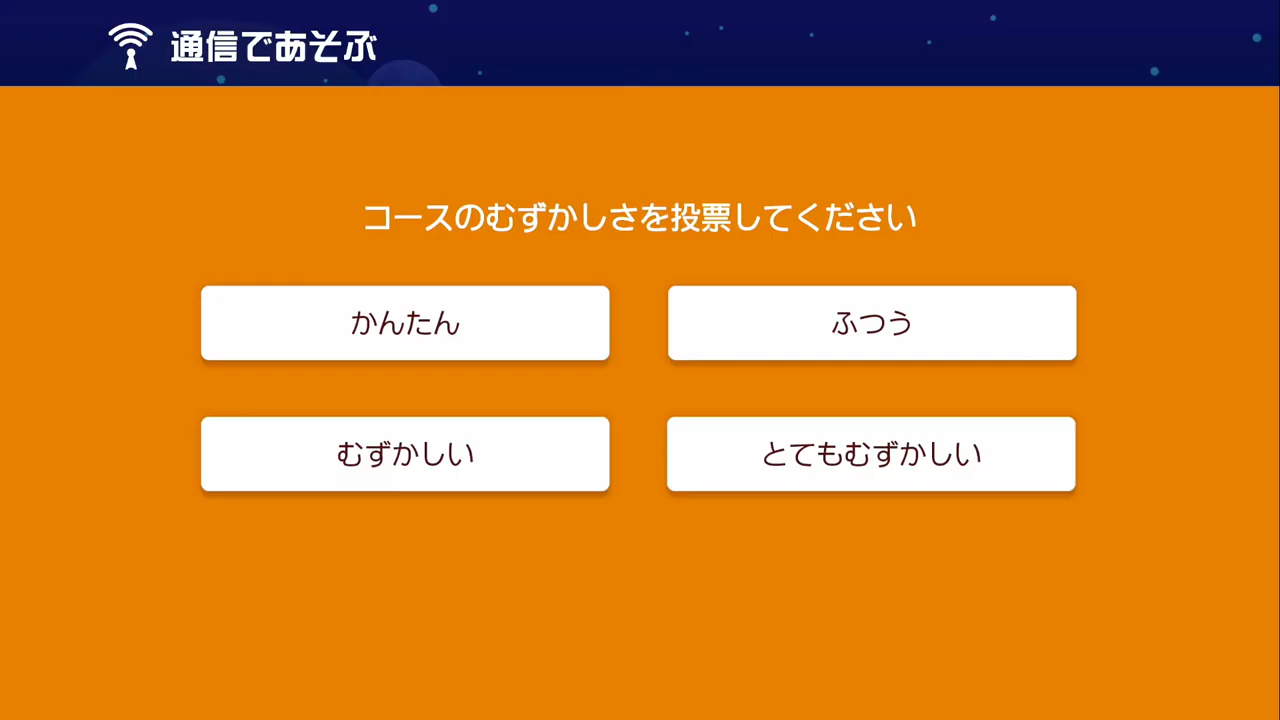 通信であそぶ
コースのむずかしさを投票してください
かんたん
ふつう
むずかしい
とてもむずかしい